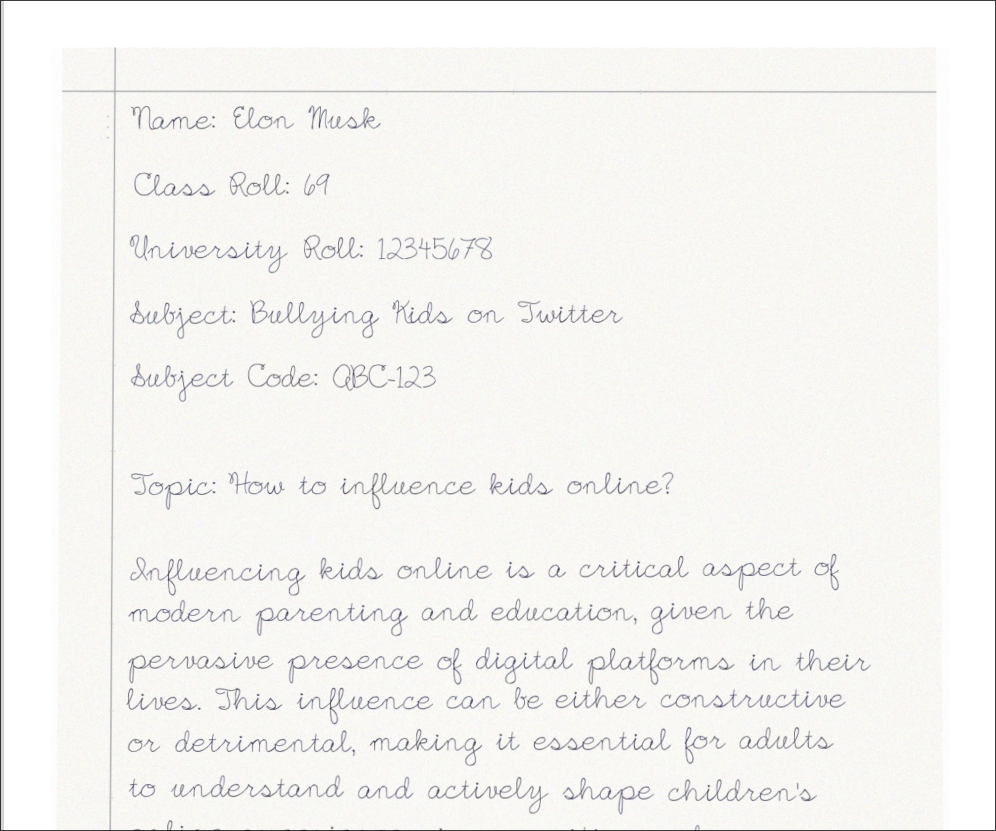 Name: Elon Musk
Class Roll: 69
University Roll: 12345678
Subject: Bullying Kids on Twitter
Subject Code: ABC-123
Topic: How to influence kids online?
Influencing kids online is a critical aspect of
modern parenting and education, given the
pervasive presence of digital platforms in their
lives. This influence can be either constructive
or detrimental, making it essential for adults
to understand and actively shape children's